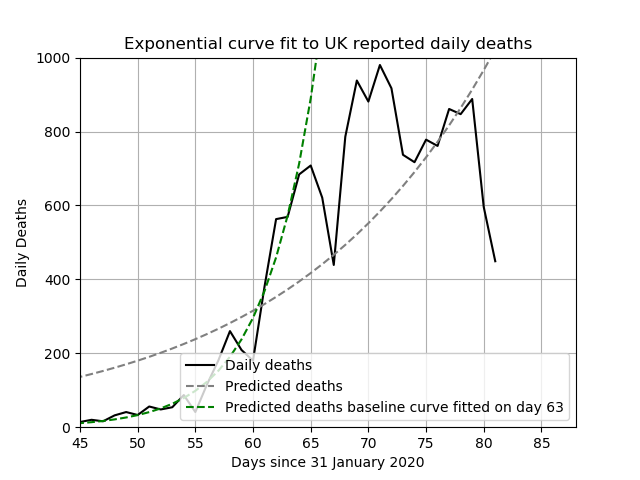 Exponential curve fit to UK reported daily deaths
1000
800
600
400
200
0
Daily Deaths
Daily deaths
Predicted deaths
Predicted deaths baseline curve fitted on day 63
45 50 55 60 65 70 75 80 85
Days since 31 January 2020